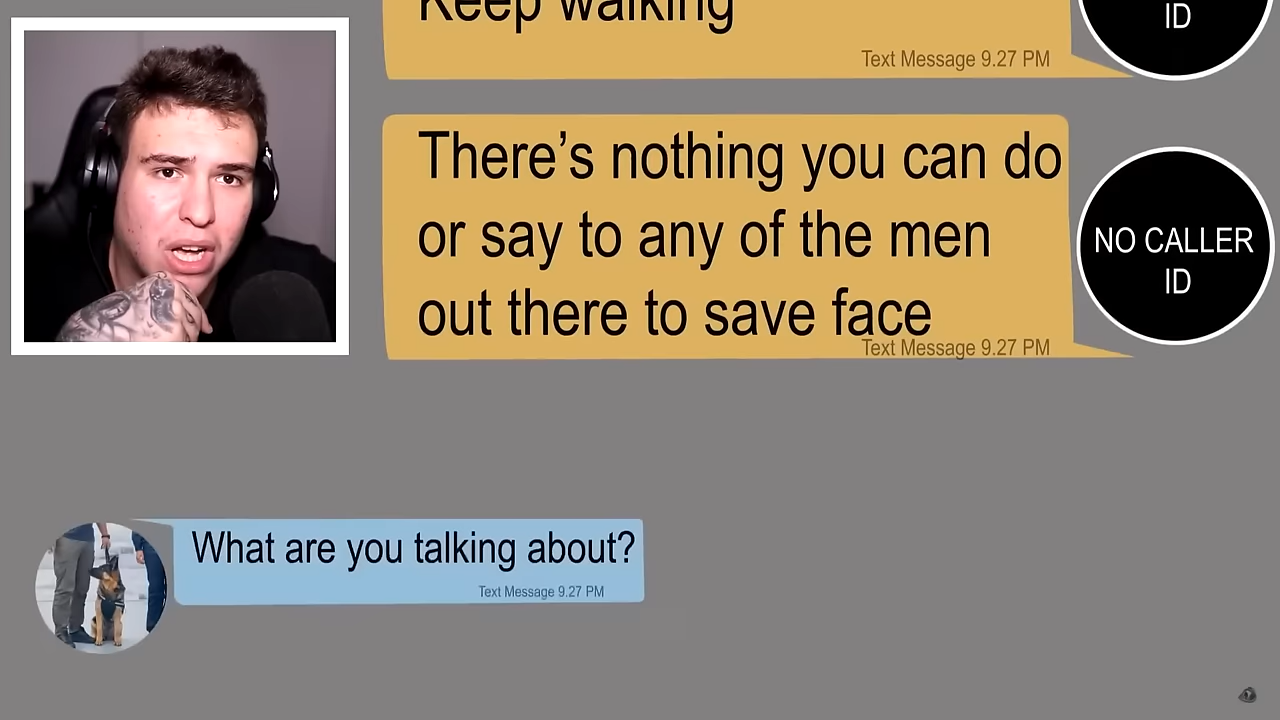 Keep walking
ID
Text Message 9.27 PM
There's nothing you can do
or say to any of the men
out there to save face
Text Message 9.27 PM
NO CALLER
ID
What are you talking about?
Text Message 9.27 PM